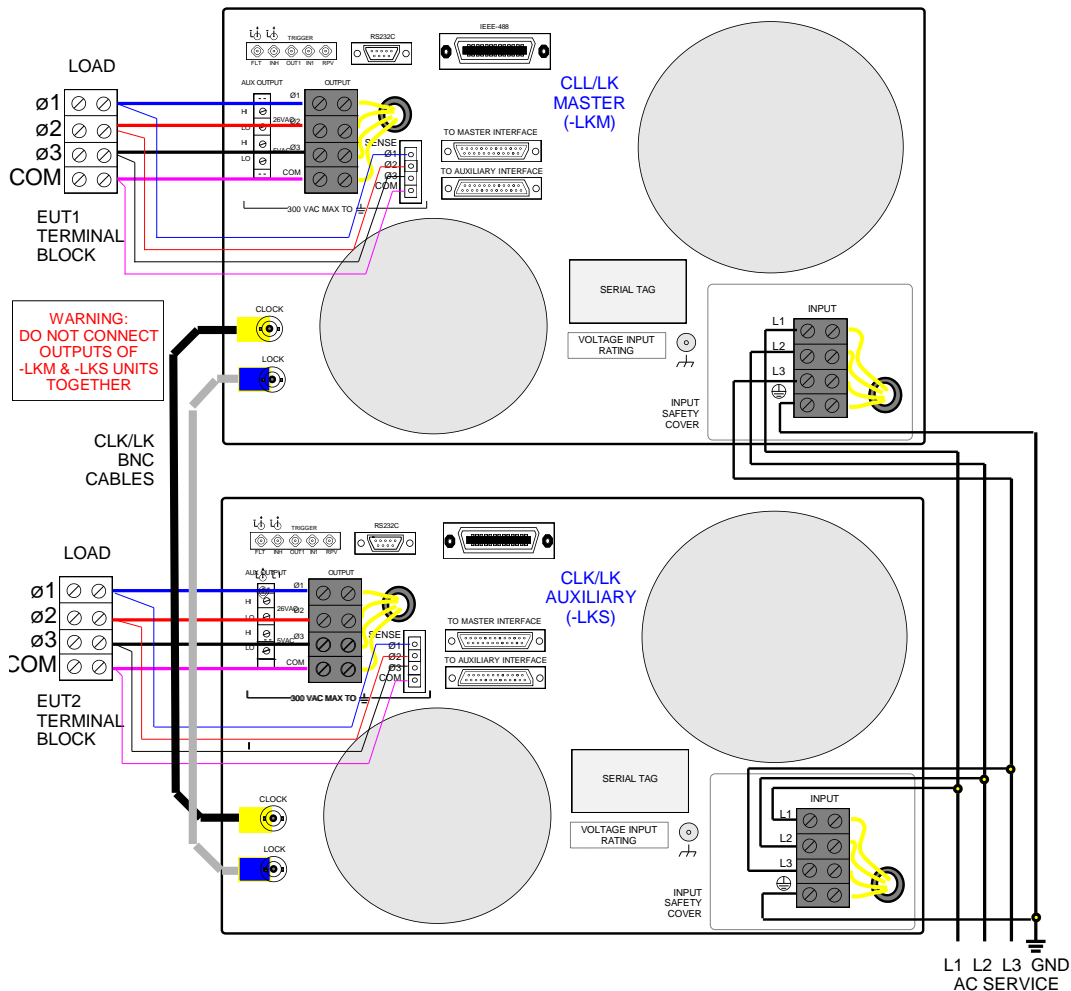 IEEE-488
TRIGGER
RS232C
FLT INH OUT1 IN1 RPV
LOAD
AUX OUTPUT
OUTPUT
CLL/LK
MASTER
(-LKM)
ø1
ø2
ø3
COM
HI
26VAC
LO
HI
5VAC
LO
Ø1
Ø2
Ø3
COM
SENSE
Ø1
Ø2
Ø3
COM
TO MASTER INTERFACE
TO AUXILIARY INTERFACE
300 VAC MAX TO
EUT1
TERMINAL
BLOCK
SERIAL TAG
VOLTAGE INPUT
RATING
INPUT
L1
L2
L3
INPUT
SAFETY
COVER
CLOCK
LOCK
WARNING:
DO NOT CONNECT
OUTPUTS OF
-LKM & -LKS UNITS
TOGETHER
CLK/LK
BNC
CABLES
TRIGGER
RS232C
FLT INH OUT1 IN1 RPV
LOAD
AUX OUTPUT
OUTPUT
CLK/LK
AUXILIARY
(-LKS)
ø1
ø2
ø3
COM
HI
26VAC
LO
HI
5VAC
LO
Ø1
Ø2
Ø3
COM
SENSE
Ø1
Ø2
Ø3
COM
TO MASTER INTERFACE
TO AUXILIARY INTERFACE
300 VAC MAX TO
EUT2
TERMINAL
BLOCK
SERIAL TAG
VOLTAGE INPUT
RATING
INPUT
L1
L2
L3
INPUT
SAFETY
COVER
CLOCK
LOCK
L1 L2 L3 GND
AC SERVICE